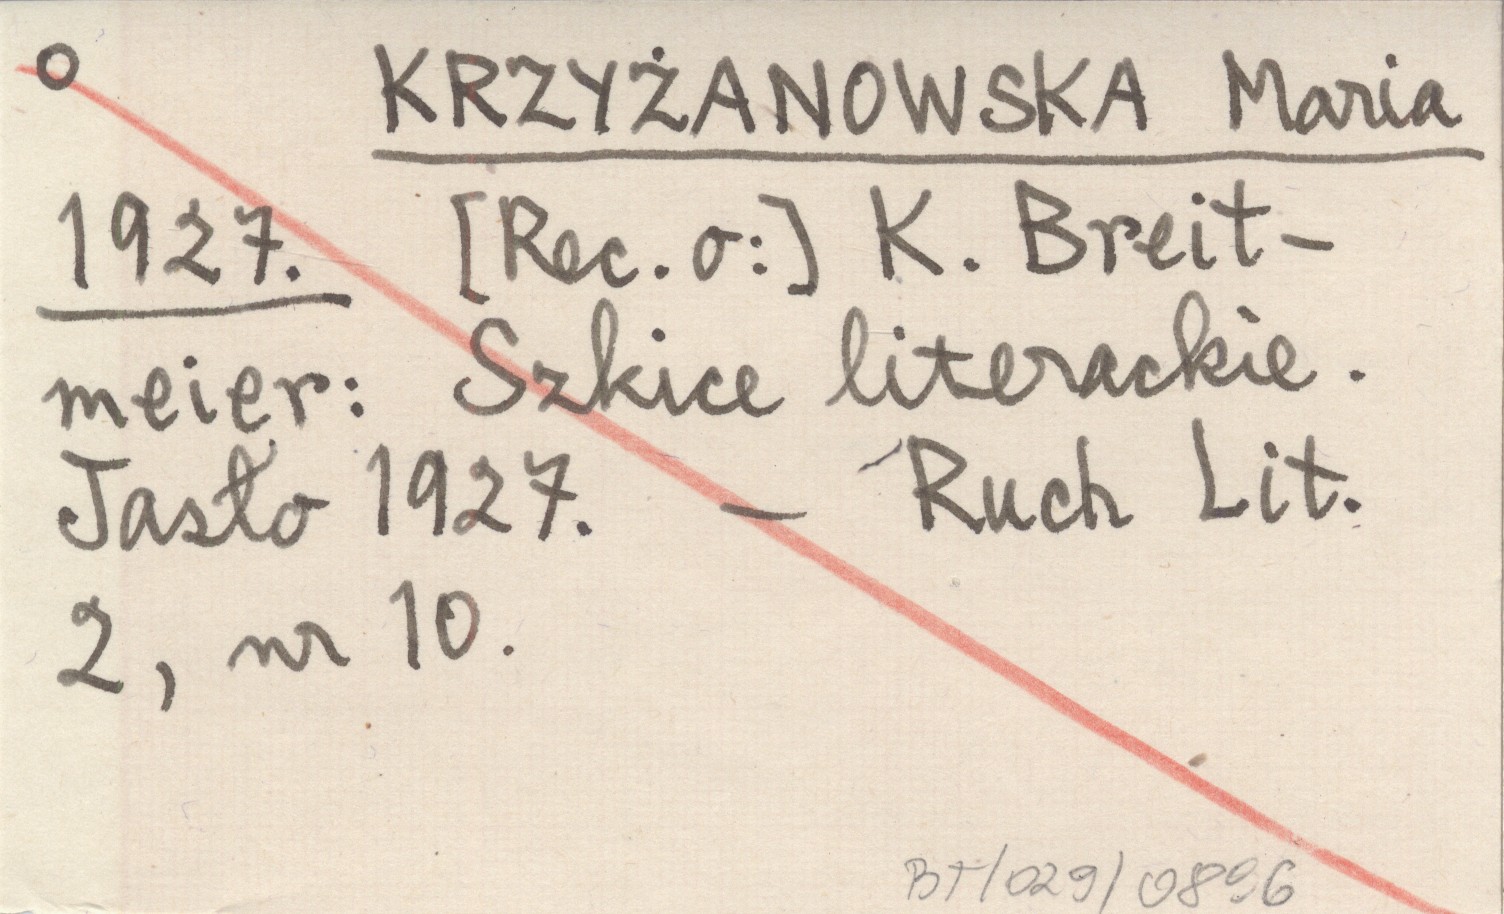 KRZYŻANOWSKA Maria
1927. [Rec. o:] K. Breit-
meier: Szkice literackie.
Jasło 1927. – Ruch Lit.
2, nr 10.
BT/029/0896